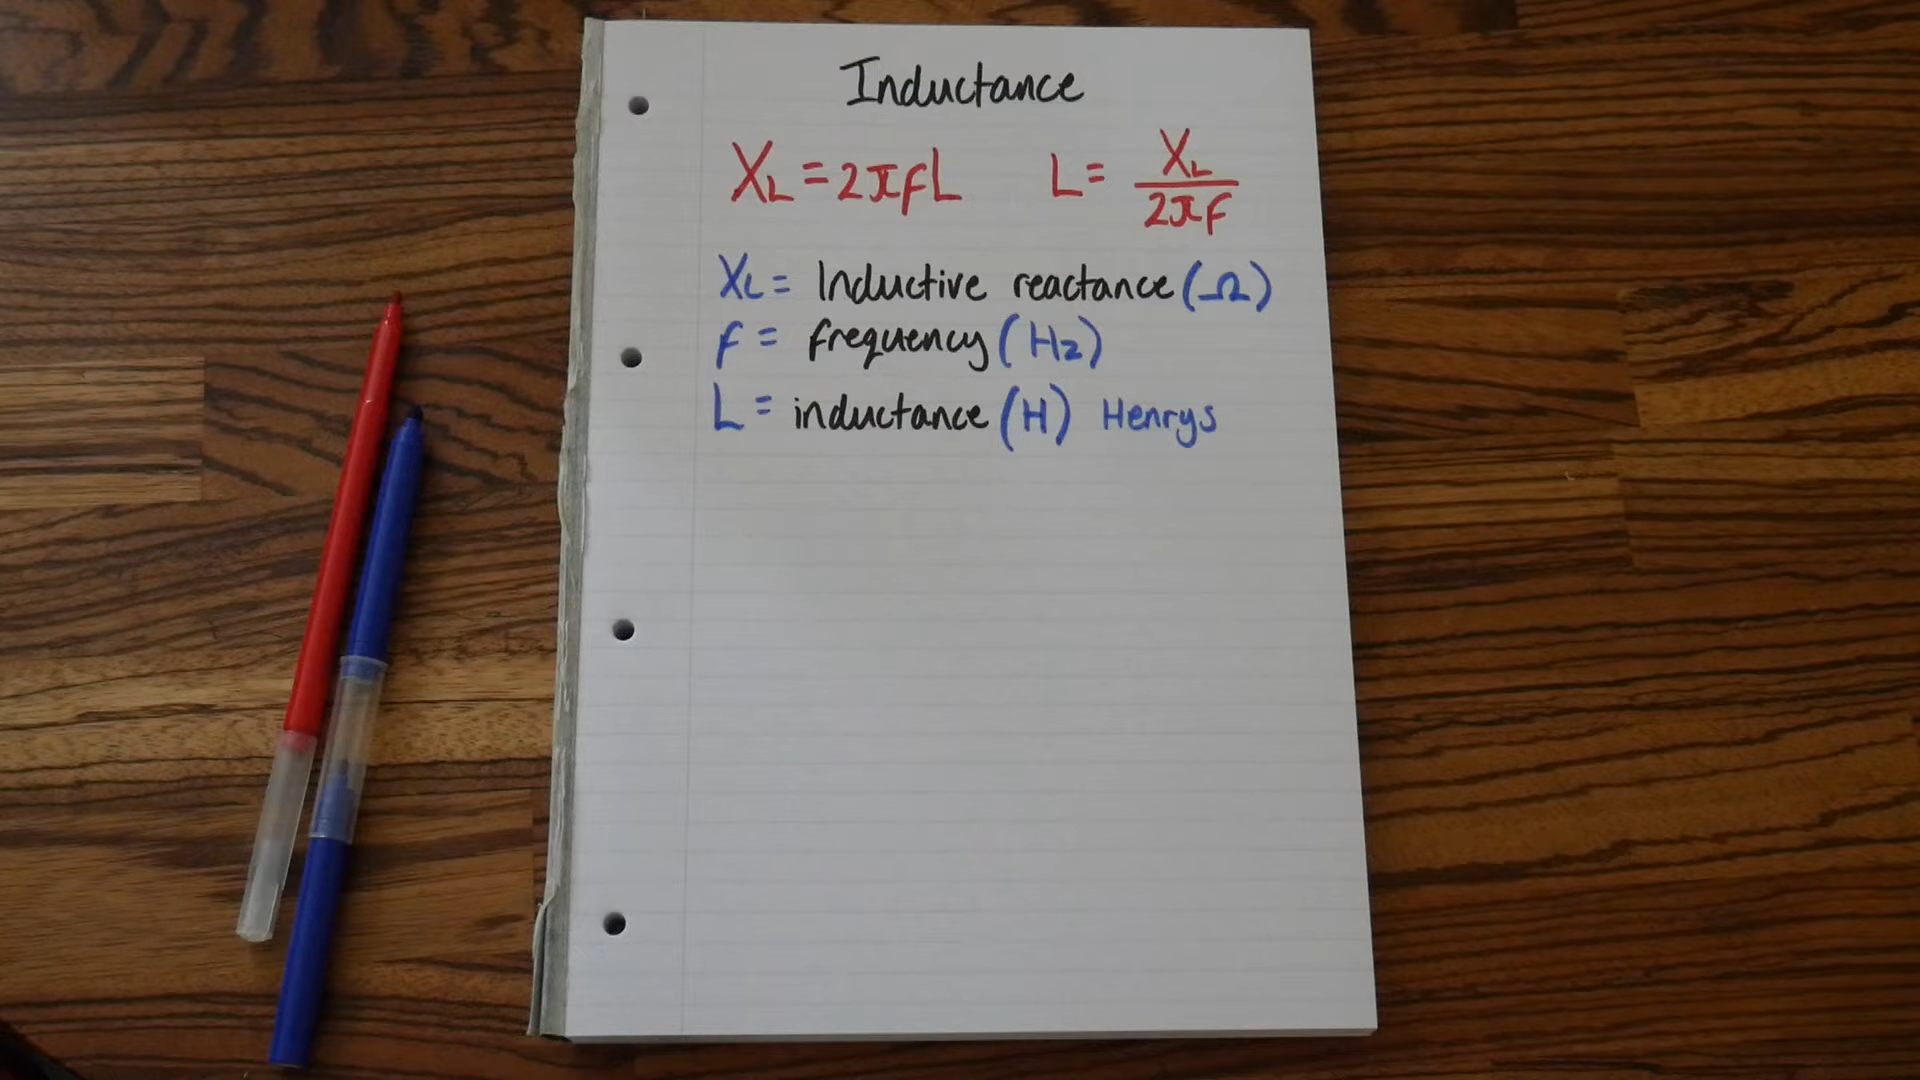 Inductance
XL = 2πfL L = XL / 2πf
XL = Inductive reactance (Ω)
f = frequency (Hz)
L = inductance (H) Henrys